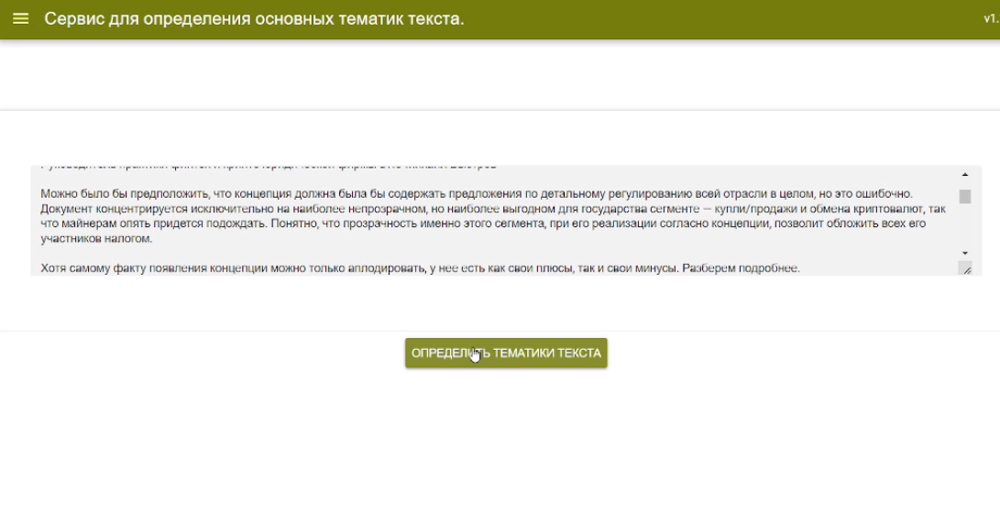 Сервис для определения основных тематик текста.
v1.
Можно было бы предположить, что концепция должна была бы содержать предложения по детальному регулированию всей отрасли в целом, но это ошибочно.
Документ концентрируется исключительно на наиболее непрозрачном, но наиболее выгодном для государства сегменте — купли/продажи и обмена криптовалют, так
что майнерам опять придется подождать. Понятно, что прозрачность именно этого сегмента, при его реализации согласно концепции, позволит обложить всех его
участников налогом.
Хотя самому факту появления концепции можно только аплодировать, у нее есть как свои плюсы, так и свои минусы. Разберем подробнее.
ОПРЕДЕЛИТЬ ТЕМАТИКИ ТЕКСТА